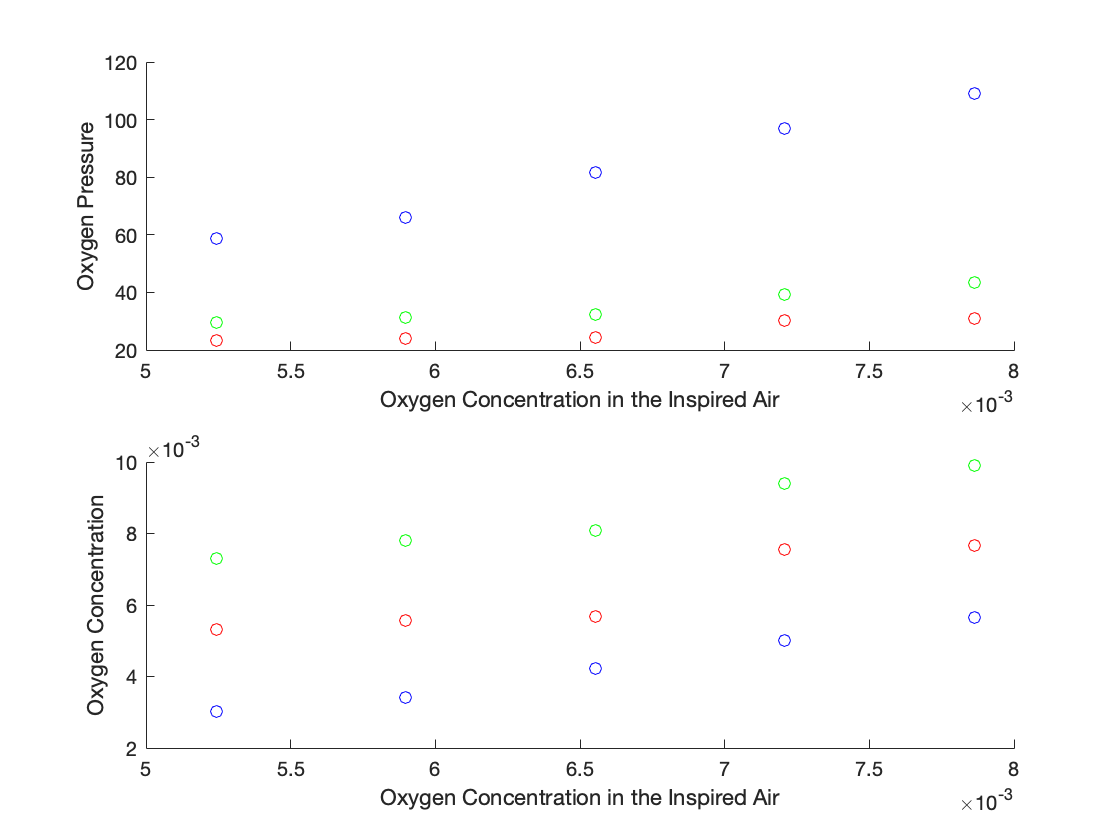 120
100
80
60
40
20
Oxygen Pressure
5 5.5 6 6.5 7 7.5 8
Oxygen Concentration in the Inspired Air
×10-3
×10-3
10
8
6
4
2
Oxygen Concentration
5 5.5 6 6.5 7 7.5 8
Oxygen Concentration in the Inspired Air
×10-3